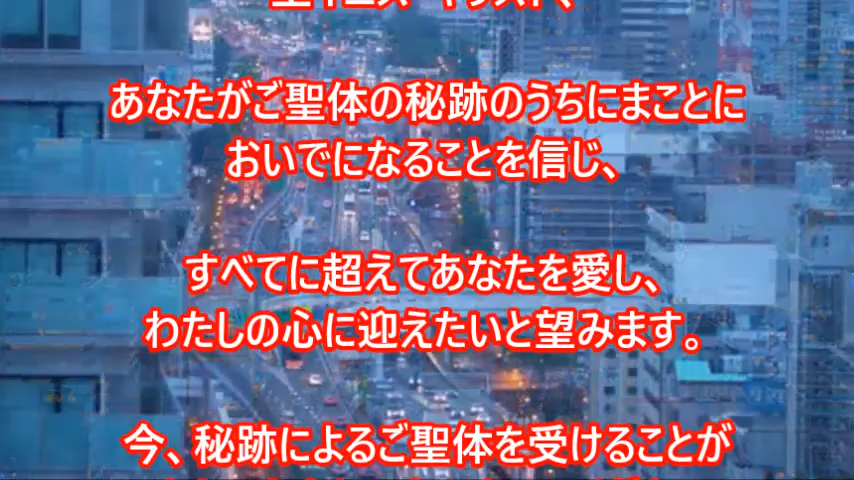 あなたがご聖体の秘跡のうちにまことに
おいでになることを信じ、
すべてに超えてあなたを愛し、
わたしの心に迎えたいと望みます。
今、秘跡によるご聖体を受けることが